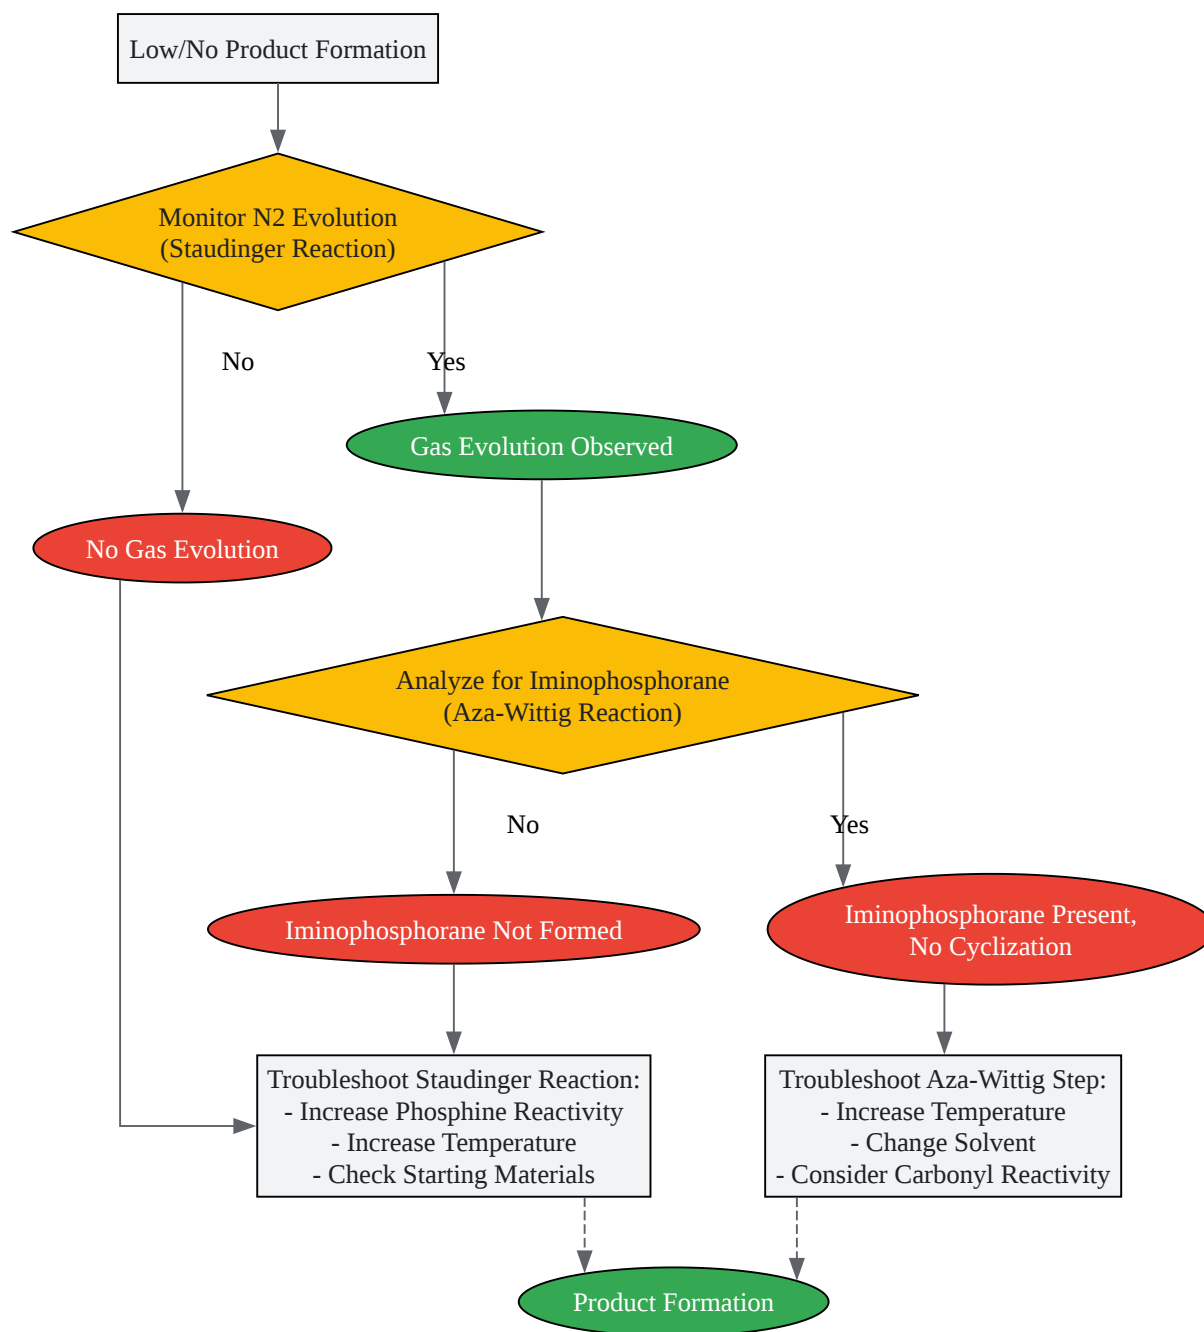 Low/No Product Formation
Monitor N2 Evolution
(Staudinger Reaction)
No
Yes
Gas Evolution Observed
No Gas Evolution
Analyze for Iminophosphorane
(Aza-Wittig Reaction)
No
Yes
Iminophosphorane Not Formed
Iminophosphorane Present,
No Cyclization
Troubleshoot Staudinger Reaction:
- Increase Phosphine Reactivity
- Increase Temperature
- Check Starting Materials
Troubleshoot Aza-Wittig Step:
- Increase Temperature
- Change Solvent
- Consider Carbonyl Reactivity
Product Formation